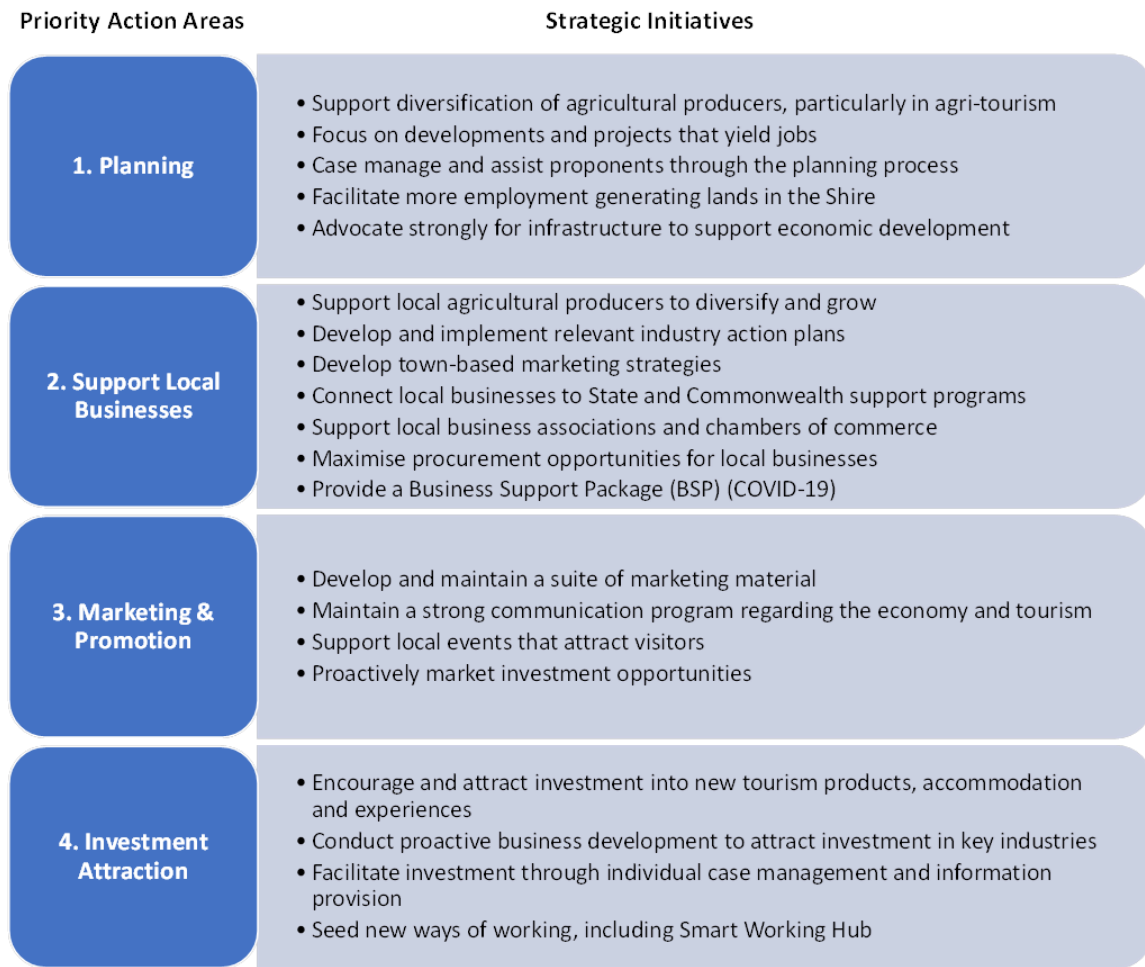 Priority Action Areas
Strategic Initiatives
1. Planning
• Support diversification of agricultural producers, particularly in agri-tourism
• Focus on developments and projects that yield jobs
• Case manage and assist proponents through the planning process
• Facilitate more employment generating lands in the Shire
• Advocate strongly for infrastructure to support economic development
2. Support Local
Businesses
• Support local agricultural producers to diversify and grow
• Develop and implement relevant industry action plans
• Develop town-based marketing strategies
• Connect local businesses to State and Commonwealth support programs
• Support local business associations and chambers of commerce
• Maximise procurement opportunities for local businesses
• Provide a Business Support Package (BSP) (COVID-19)
3. Marketing &
Promotion
• Develop and maintain a suite of marketing material
• Maintain a strong communication program regarding the economy and tourism
• Support local events that attract visitors
• Proactively market investment opportunities
4. Investment
Attraction
• Encourage and attract investment into new tourism products, accommodation
and experiences
• Conduct proactive business development to attract investment in key industries
• Facilitate investment through individual case management and information
provision
• Seed new ways of working, including Smart Working Hub